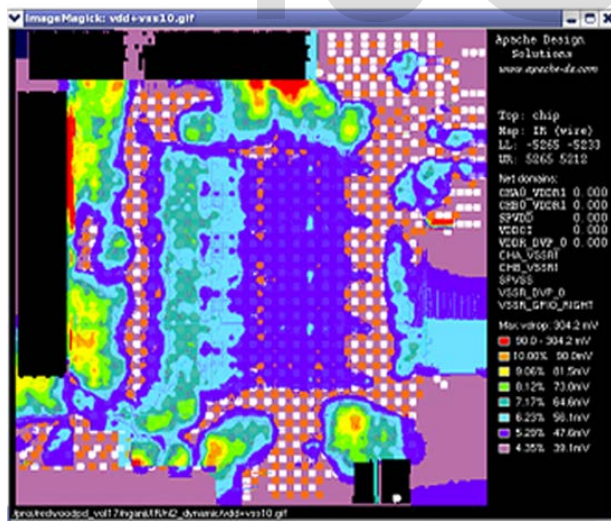 ImageMagick: vdd+vss10.gif
Apache Design
Solutions
www.apache-da.com
Top: chip
Map: IR (wire)
LL: -5265 -5233
UR: 5265 5212
Net domains:
CHA0_VDDR1 0.000
CHB0_VDDR1 0.000
SPVDD 0.000
VDDCI 0.000
VDDR_DVP_0 0.000
CHA_VSSRT
CHB_VSSRT
SPVSS
VSSR_DVP_0
VSSR_GPIO_RIGHT
Max vdrop: 304.2 mV
90.0 - 304.2 mV
10.00% 90.0mV
9.06% 81.5mV
8.12% 73.0mV
7.17% 64.6mV
6.23% 56.1mV
5.29% 47.6mV
4.35% 39.1mV